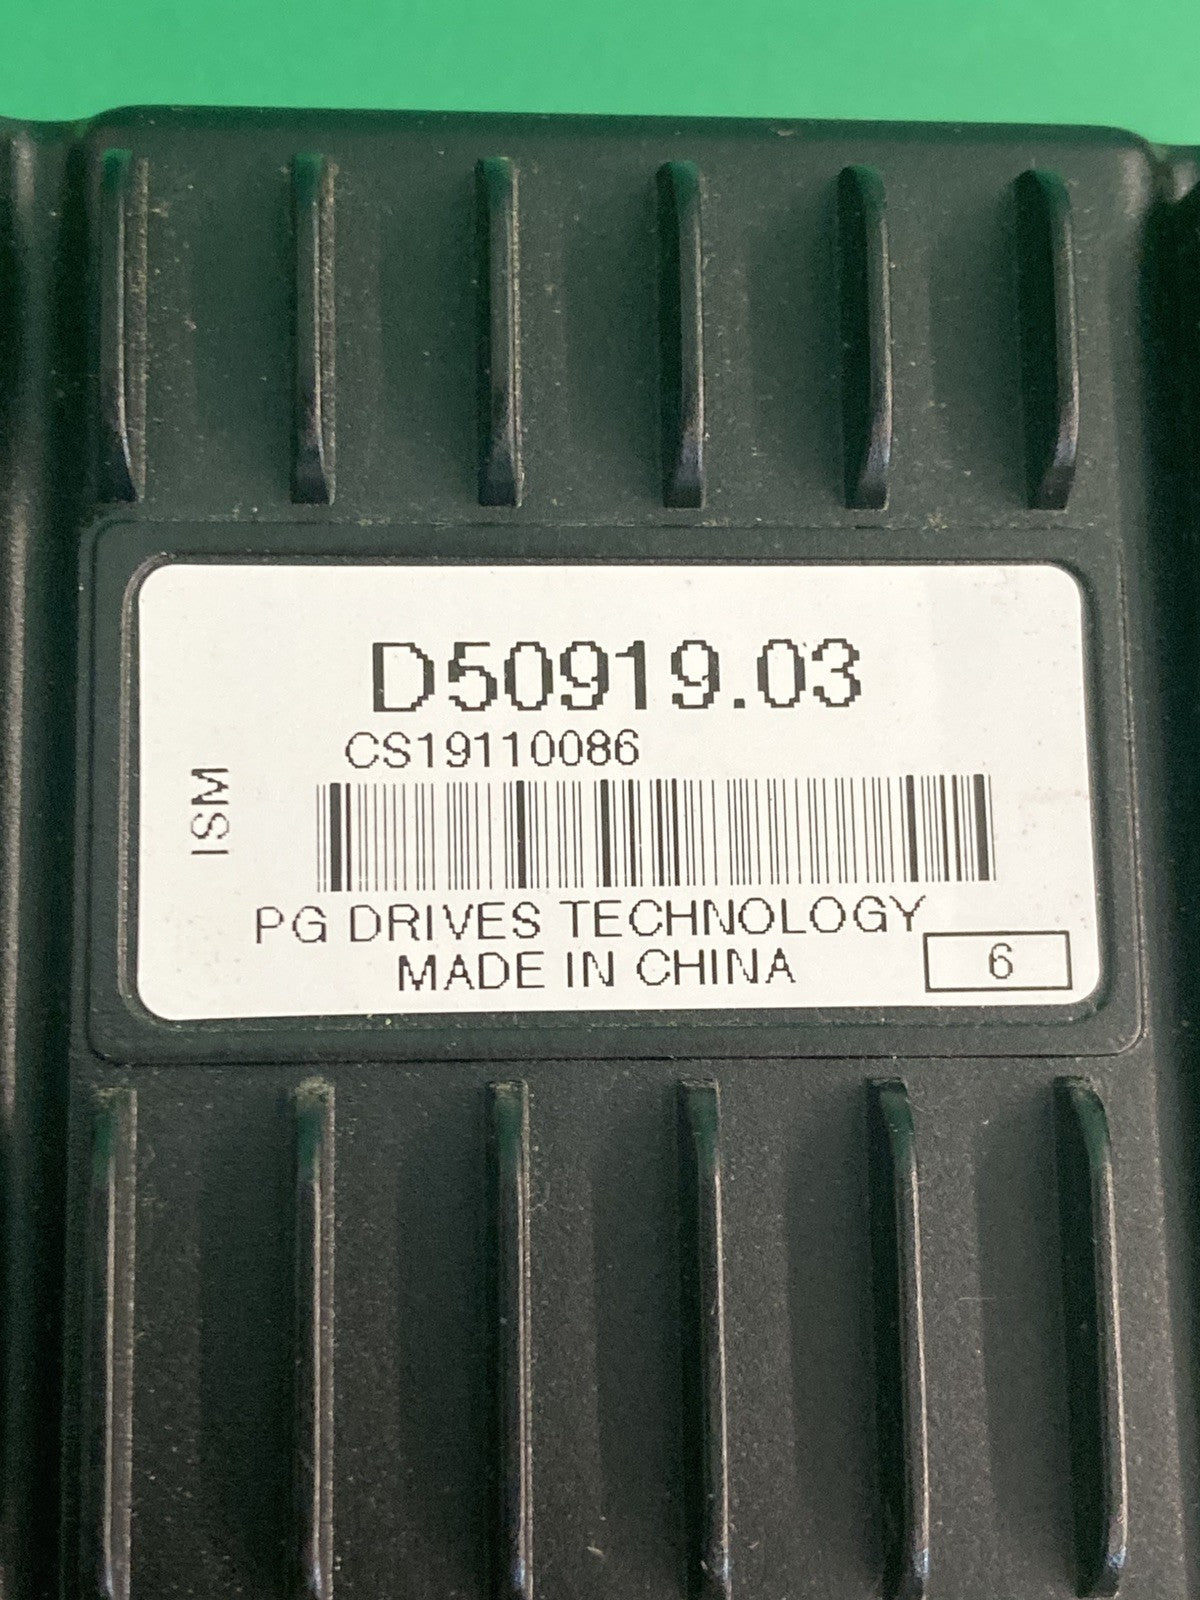 D50919.03
CS19110086
ISM
PG DRIVES TECHNOLOGY
MADE IN CHINA
6